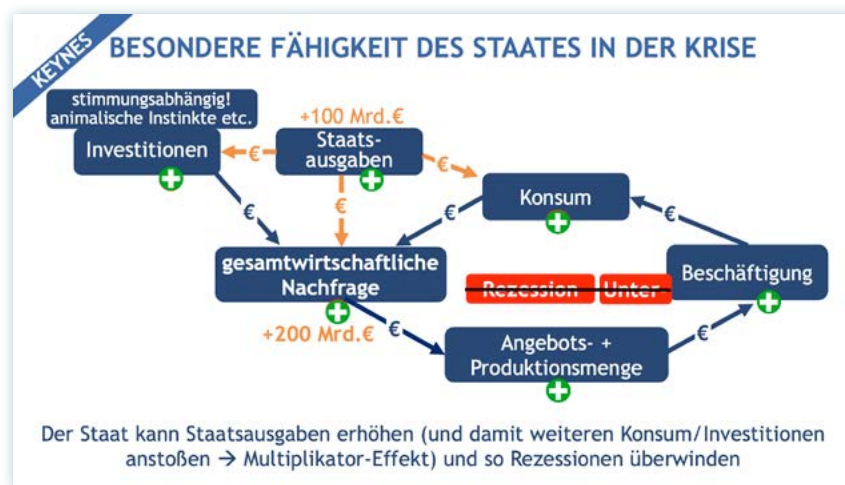 KEYNES
BESONDERE FÄHIGKEIT DES STAATES IN DER KRISE
stimmungsabhängig!
animalische Instinkte etc.
Investitionen
€
+100 Mrd.€
Staats-
ausgaben
€
€
Konsum
€
€
€
gesamtwirtschaftliche
Nachfrage
+200 Mrd.€
Rezession
Unter
Beschäftigung
€
Angebots- +
Produktionsmenge
€
Der Staat kann Staatsausgaben erhöhen (und damit weiteren Konsum/Investitionen
anstoßen → Multiplikator-Effekt) und so Rezessionen überwinden